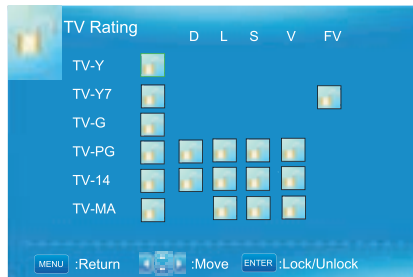 TV Rating
D L S V FV
TV-Y
TV-Y7
TV-G
TV-PG
TV-14
TV-MA
MENU :Return :Move ENTER :Lock/Unlock